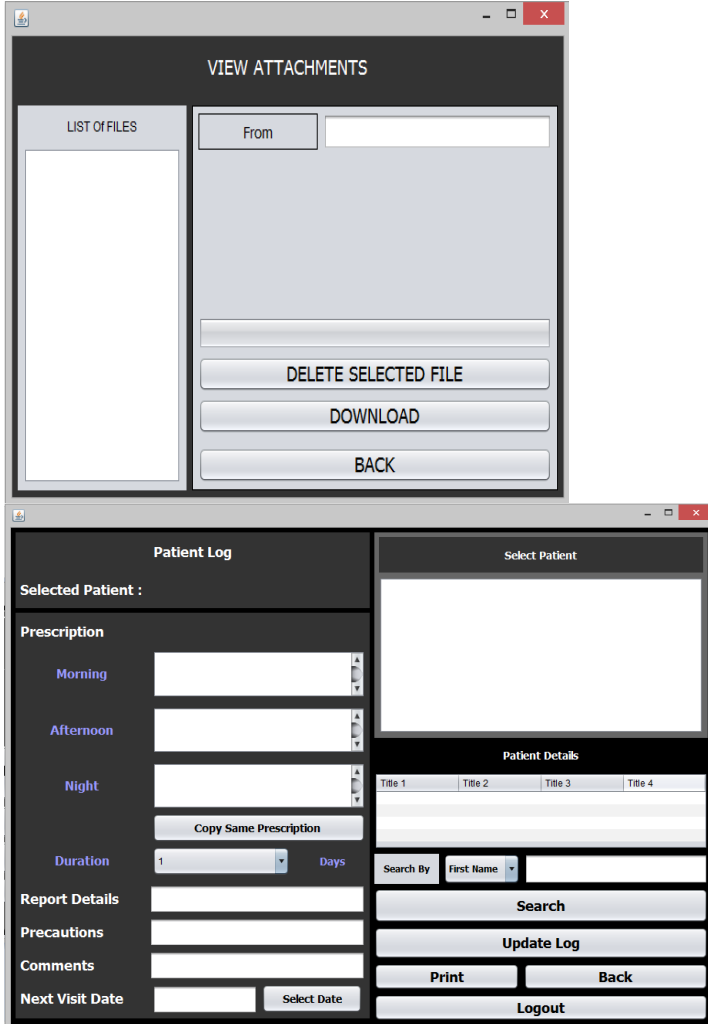 VIEW ATTACHMENTS
LIST Of FILES
From
DELETE SELECTED FILE
DOWNLOAD
BACK
Patient Log
Selected Patient :
Prescription
Morning
Afternoon
Night
Copy Same Prescription
Duration 1 Days
Report Details
Precautions
Comments
Next Visit Date Select Date
Select Patient
Patient Details
Title 1 Title 2 Title 3 Title 4
Search By First Name
Search
Update Log
Print Back
Logout